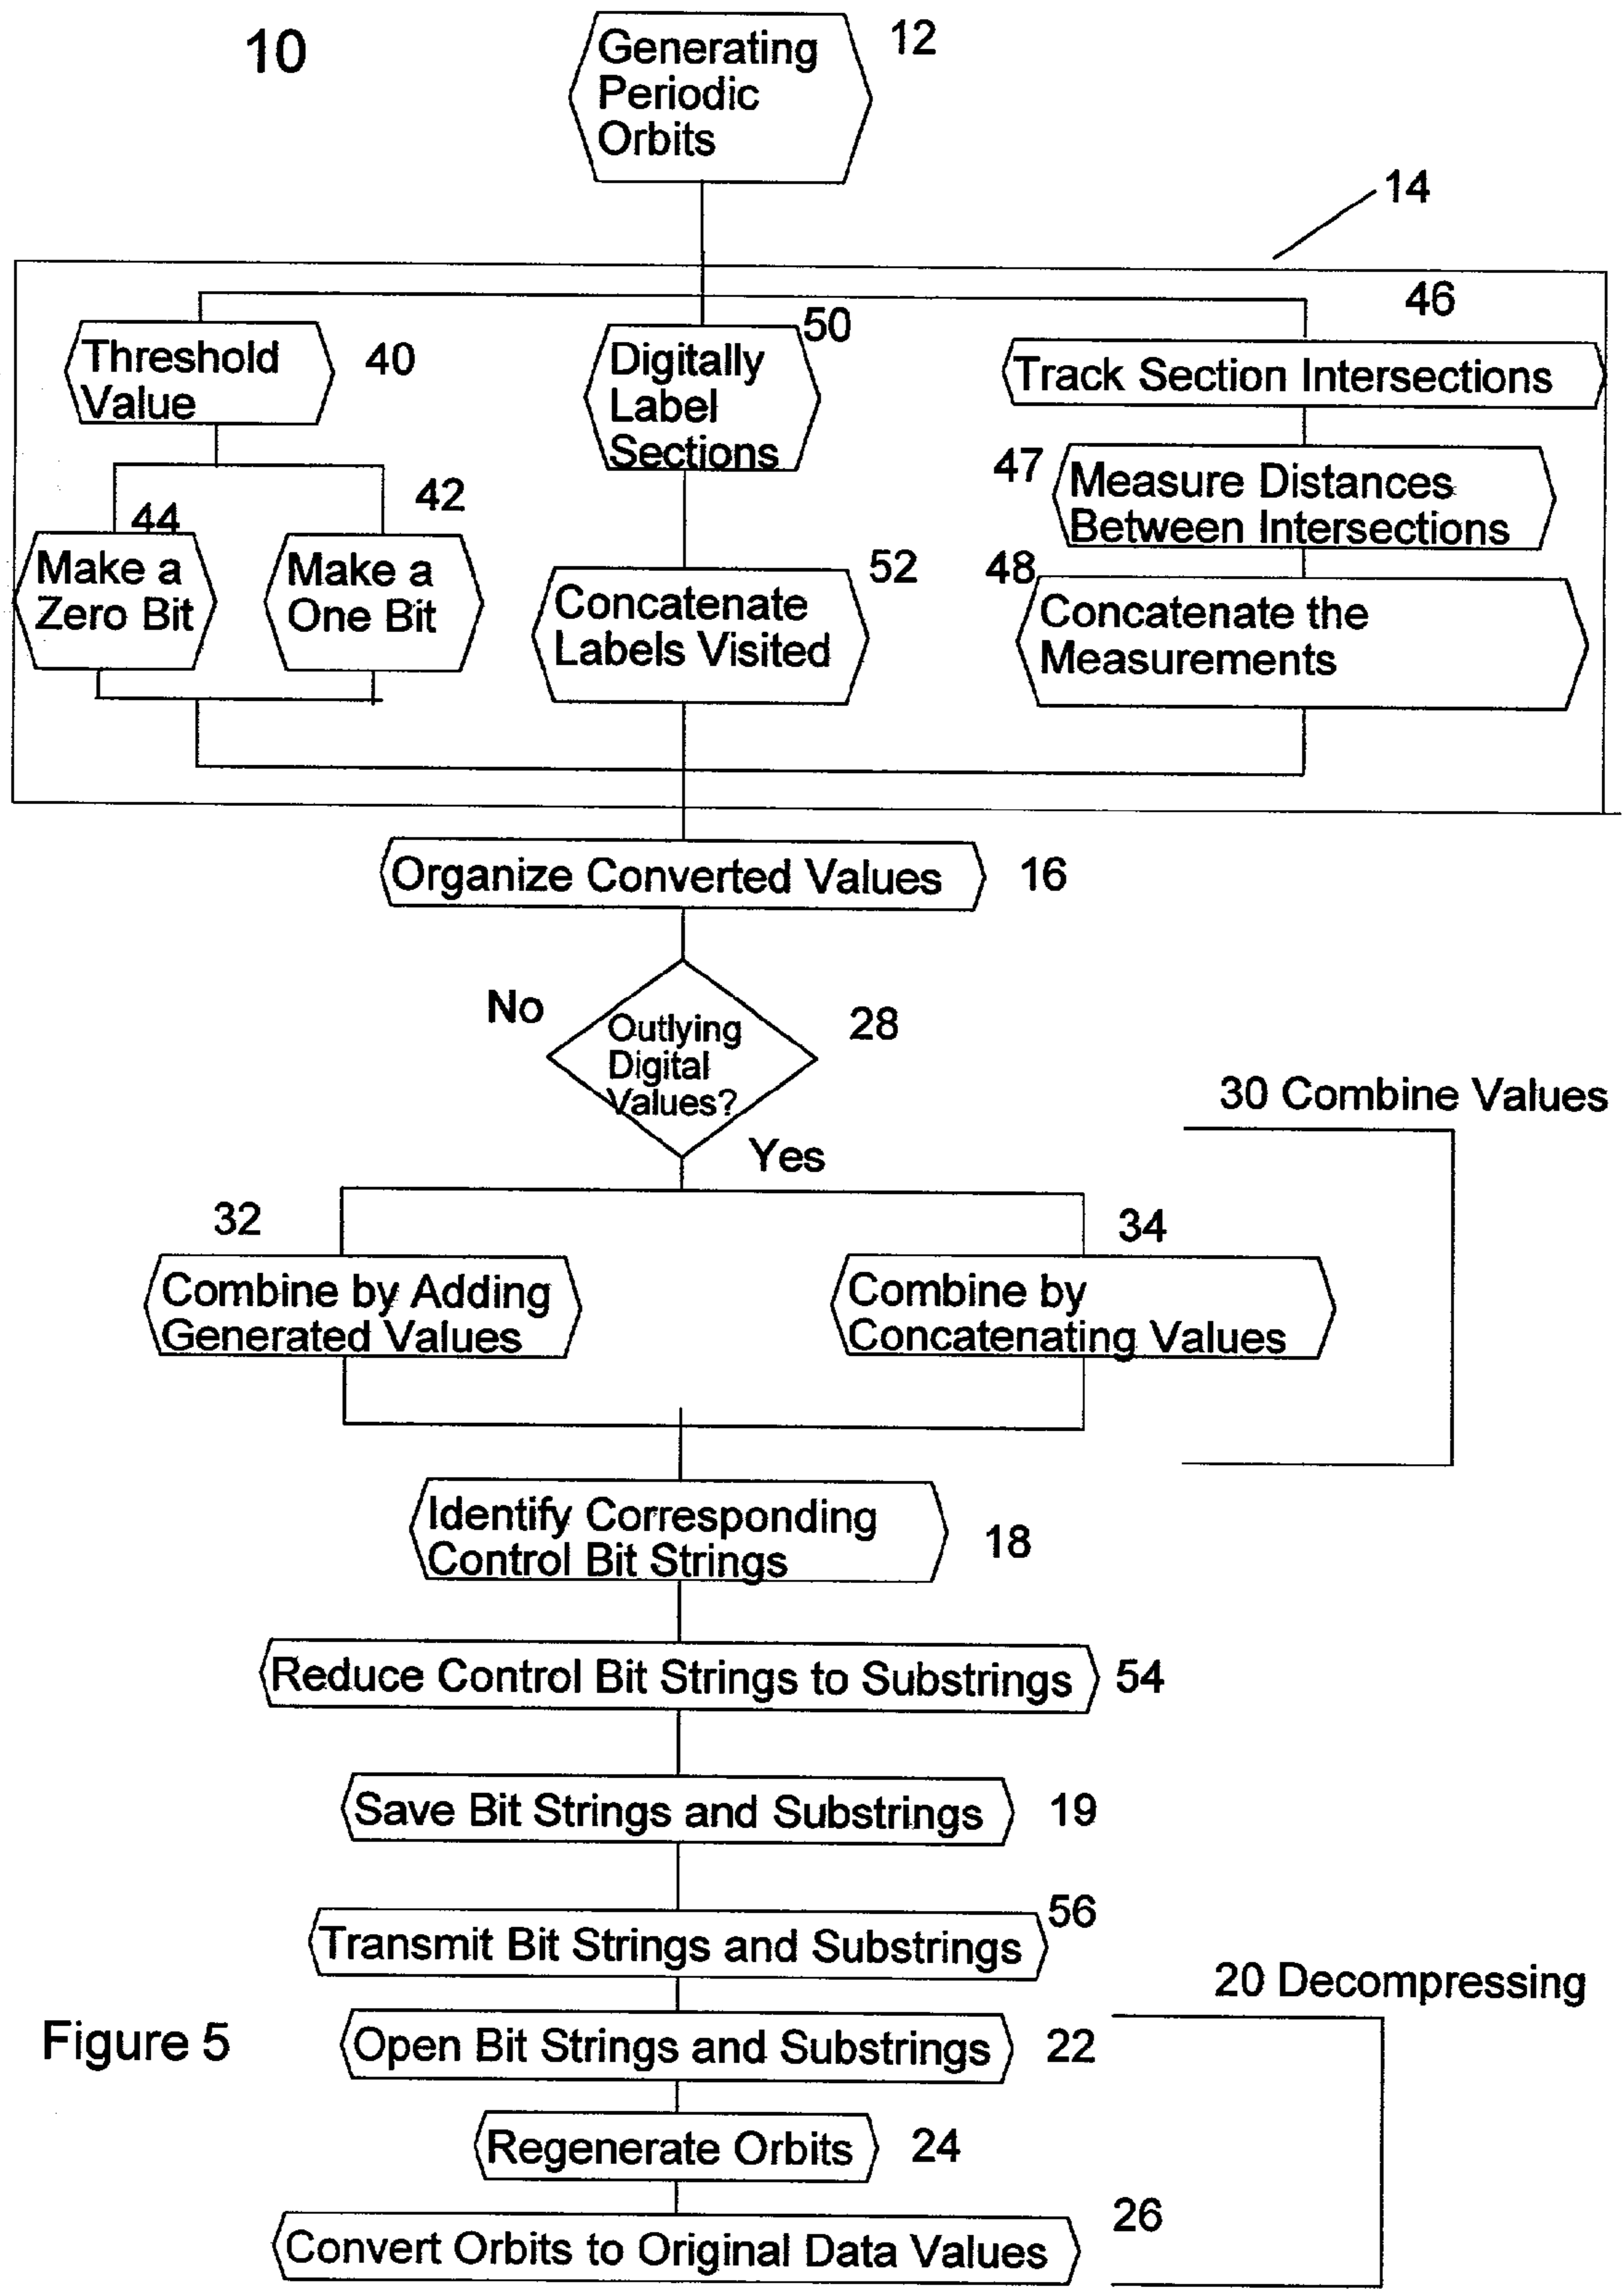 10
Generating
Periodic
Orbits
12
14
Threshold
Value
40
50
Digitally
Label
Sections
46
Track Section Intersections
47
Measure Distances
Between Intersections
44
Make a
Zero Bit
42
Make a
One Bit
52
Concatenate
Labels Visited
48
Concatenate the
Measurements
Organize Converted Values
16
No
Outlying
Digital
Values?
28
Yes
30 Combine Values
32
Combine by Adding
Generated Values
34
Combine by
Concatenating Values
Identify Corresponding
Control Bit Strings
18
Reduce Control Bit Strings to Substrings
54
Save Bit Strings and Substrings
19
Transmit Bit Strings and Substrings
56
20 Decompressing
Figure 5
Open Bit Strings and Substrings
22
Regenerate Orbits
24
Convert Orbits to Original Data Values
26